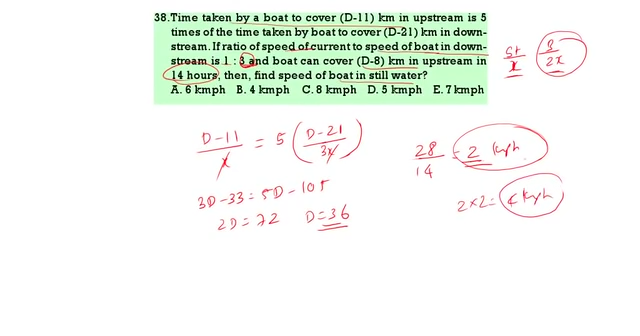 38.Time taken by a boat to cover (D-11) km in upstream is 5
times of the time taken by boat to cover (D-21) km in down-
stream. If ratio of speed of current to speed of boat in down-
stream is 1 : 3 and boat can cover (D-8) km in upstream in
14 hours, then, find speed of boat in still water?
A. 6 kmph B. 4 kmph C. 8 kmph D. 5 kmph E. 7 kmph
St B
x 2x
D-11 / x = 5 ( D-21 / 3x )
3D-33 = 5D-105
2D = 72 D = 36
28 / 14 = 2 kmph
2×2 = 4 kmph